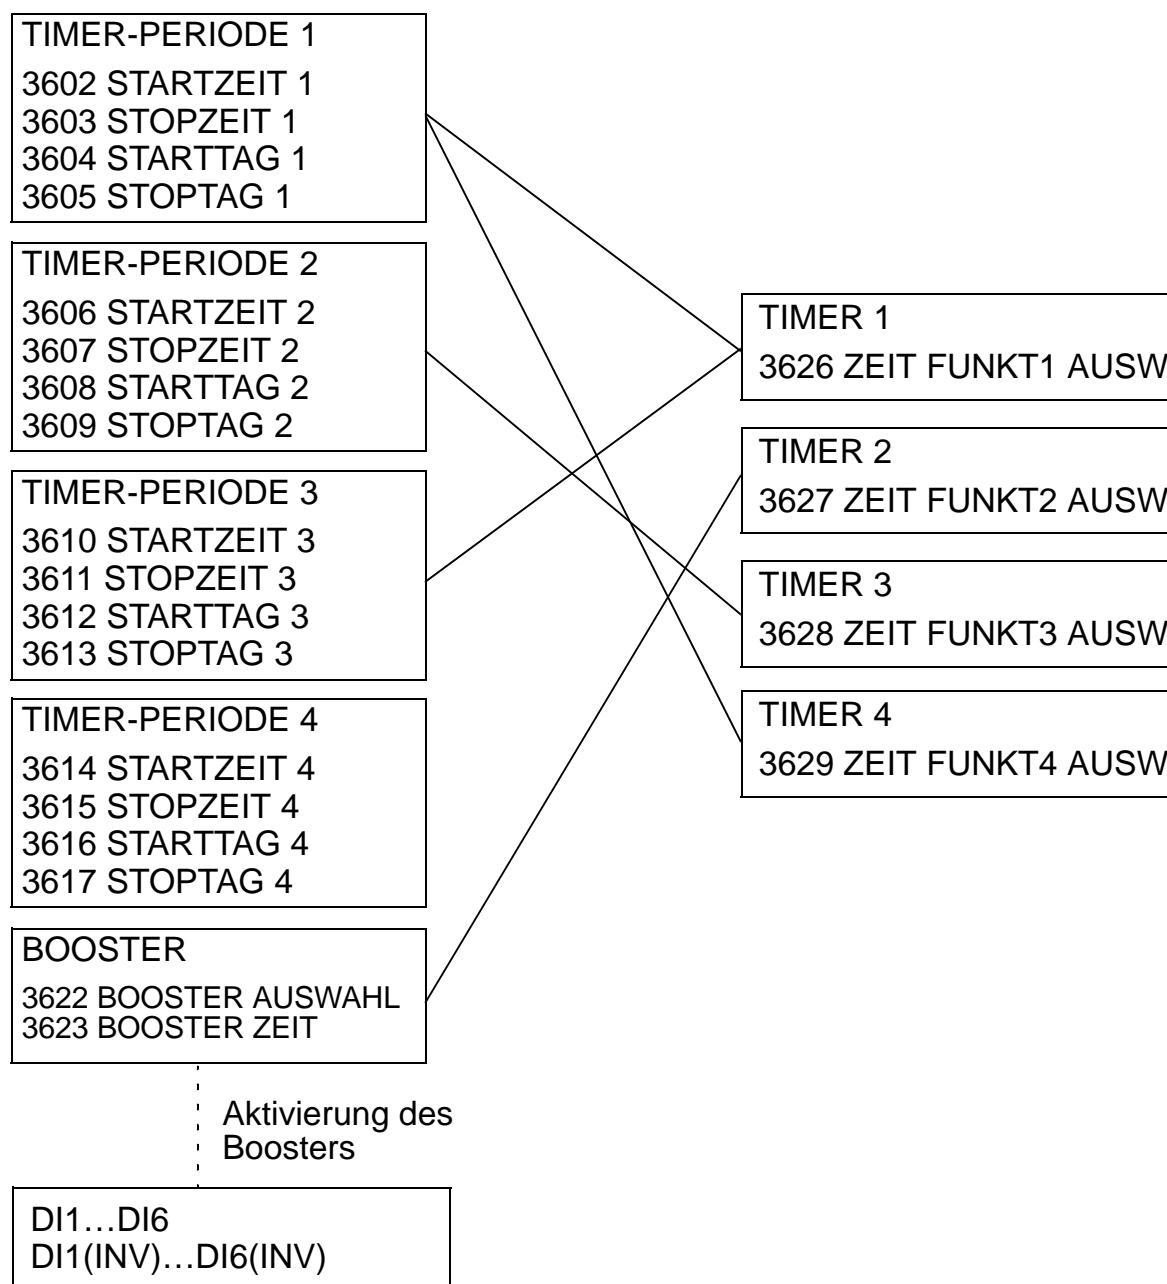 TIMER-PERIODE 1
3602 STARTZEIT 1
3603 STOPZEIT 1
3604 STARTTAG 1
3605 STOPTAG 1
TIMER-PERIODE 2
3606 STARTZEIT 2
3607 STOPZEIT 2
3608 STARTTAG 2
3609 STOPTAG 2
TIMER-PERIODE 3
3610 STARTZEIT 3
3611 STOPZEIT 3
3612 STARTTAG 3
3613 STOPTAG 3
TIMER-PERIODE 4
3614 STARTZEIT 4
3615 STOPZEIT 4
3616 STARTTAG 4
3617 STOPTAG 4
BOOSTER
3622 BOOSTER AUSWAHL
3623 BOOSTER ZEIT
Aktivierung des
Boosters
DI1…DI6
DI1(INV)…DI6(INV)
TIMER 1
3626 ZEIT FUNKT1 AUSW
TIMER 2
3627 ZEIT FUNKT2 AUSW
TIMER 3
3628 ZEIT FUNKT3 AUSW
TIMER 4
3629 ZEIT FUNKT4 AUSW